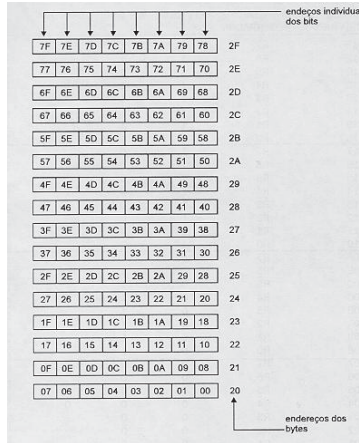 endeços individua
dos bits
7F 7E 7D 7C 7B 7A 79 78 2F
77 76 75 74 73 72 71 70 2E
6F 6E 6D 6C 6B 6A 69 68 2D
67 66 65 64 63 62 61 60 2C
5F 5E 5D 5C 5B 5A 59 58 2B
57 56 55 54 53 52 51 50 2A
4F 4E 4D 4C 4B 4A 49 48 29
47 46 45 44 43 42 41 40 28
3F 3E 3D 3C 3B 3A 39 38 27
37 36 35 34 33 32 31 30 26
2F 2E 2D 2C 2B 2A 29 28 25
27 26 25 24 23 22 21 20 24
1F 1E 1D 1C 1B 1A 19 18 23
17 16 15 14 13 12 11 10 22
0F 0E 0D 0C 0B 0A 09 08 21
07 06 05 04 03 02 01 00 20
endereços dos
bytes